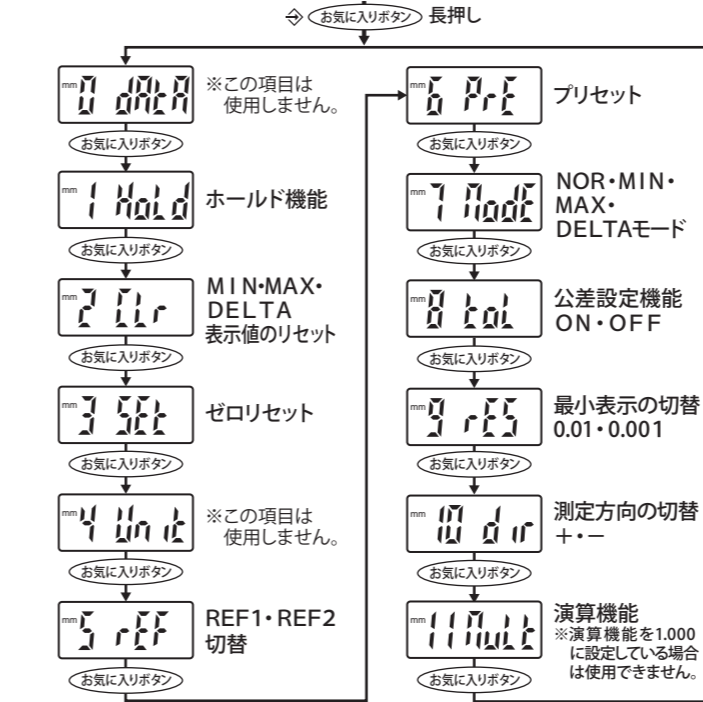 お気に入りボタン 長押し
mm 0 dAtA
※この項目は
使用しません。
お気に入りボタン
mm 1 HoLd
ホールド機能
お気に入りボタン
mm 2 CLr
MIN・MAX・
DELTA
表示値のリセット
お気に入りボタン
mm 3 SEt
ゼロリセット
お気に入りボタン
mm 4 Unit
※この項目は
使用しません。
お気に入りボタン
mm 5 rEF
REF1・REF2
切替
お気に入りボタン
mm 6 PrE
プリセット
お気に入りボタン
mm 7 ModE
NOR・MIN・
MAX・
DELTAモード
お気に入りボタン
mm 8 toL
公差設定機能
ON・OFF
お気に入りボタン
mm 9 rES
最小表示の切替
0.01・0.001
お気に入りボタン
mm 10 dir
測定方向の切替
＋・－
お気に入りボタン
mm 11 MuLt
演算機能
※演算機能を1.000
に設定している場合
は使用できません。
お気に入りボタン